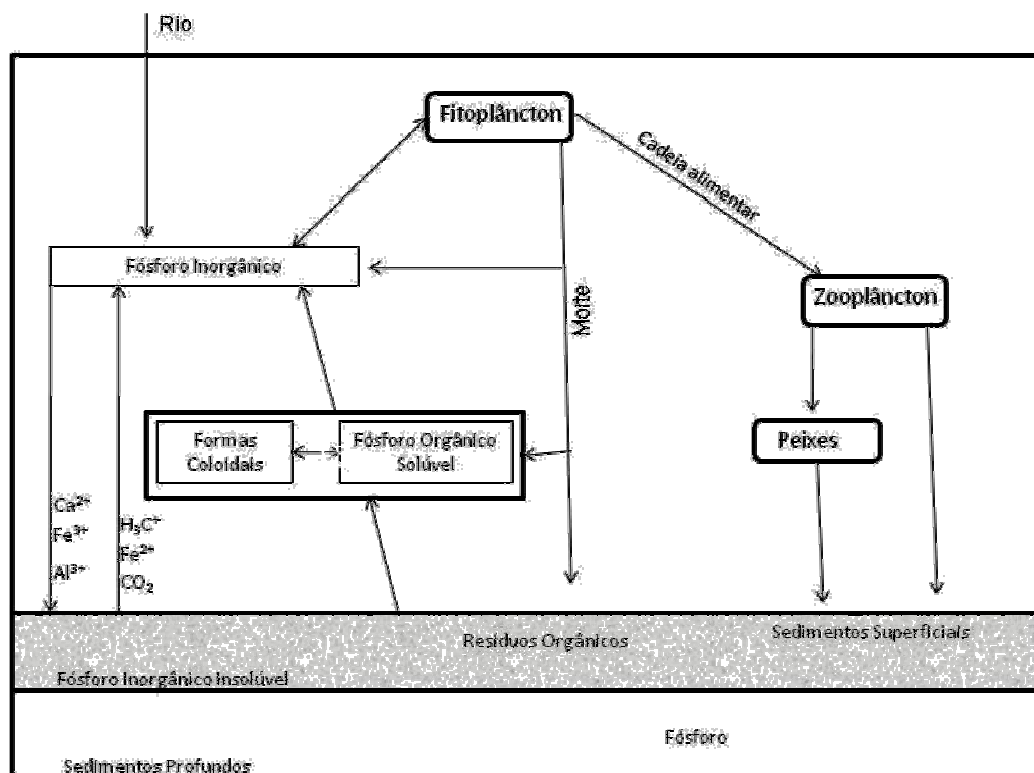 Rio
Fitoplâncton
Cadeia alimentar
Fósforo Inorgânico
Zooplâncton
Morte
Formas
Coloidais
Fósforo Orgânico
Solúvel
Peixes
Ca²⁺
Fe³⁺
Al³⁺
H₃C⁺
Fe²⁺
CO₂
Resíduos Orgânicos
Sedimentos Superficiais
Fósforo Inorgânico Insolúvel
Fósforo
Sedimentos Profundos